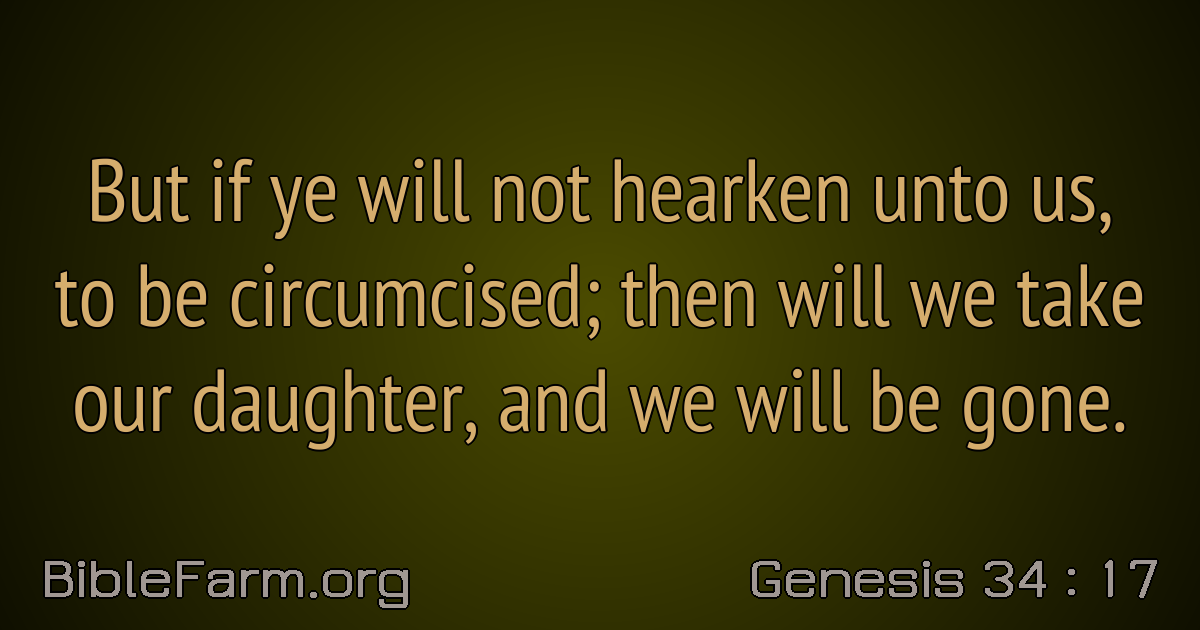 But if ye will not hearken unto us,
to be circumcised; then will we take
our daughter, and we will be gone.
BibleFarm.org
Genesis 34 : 17